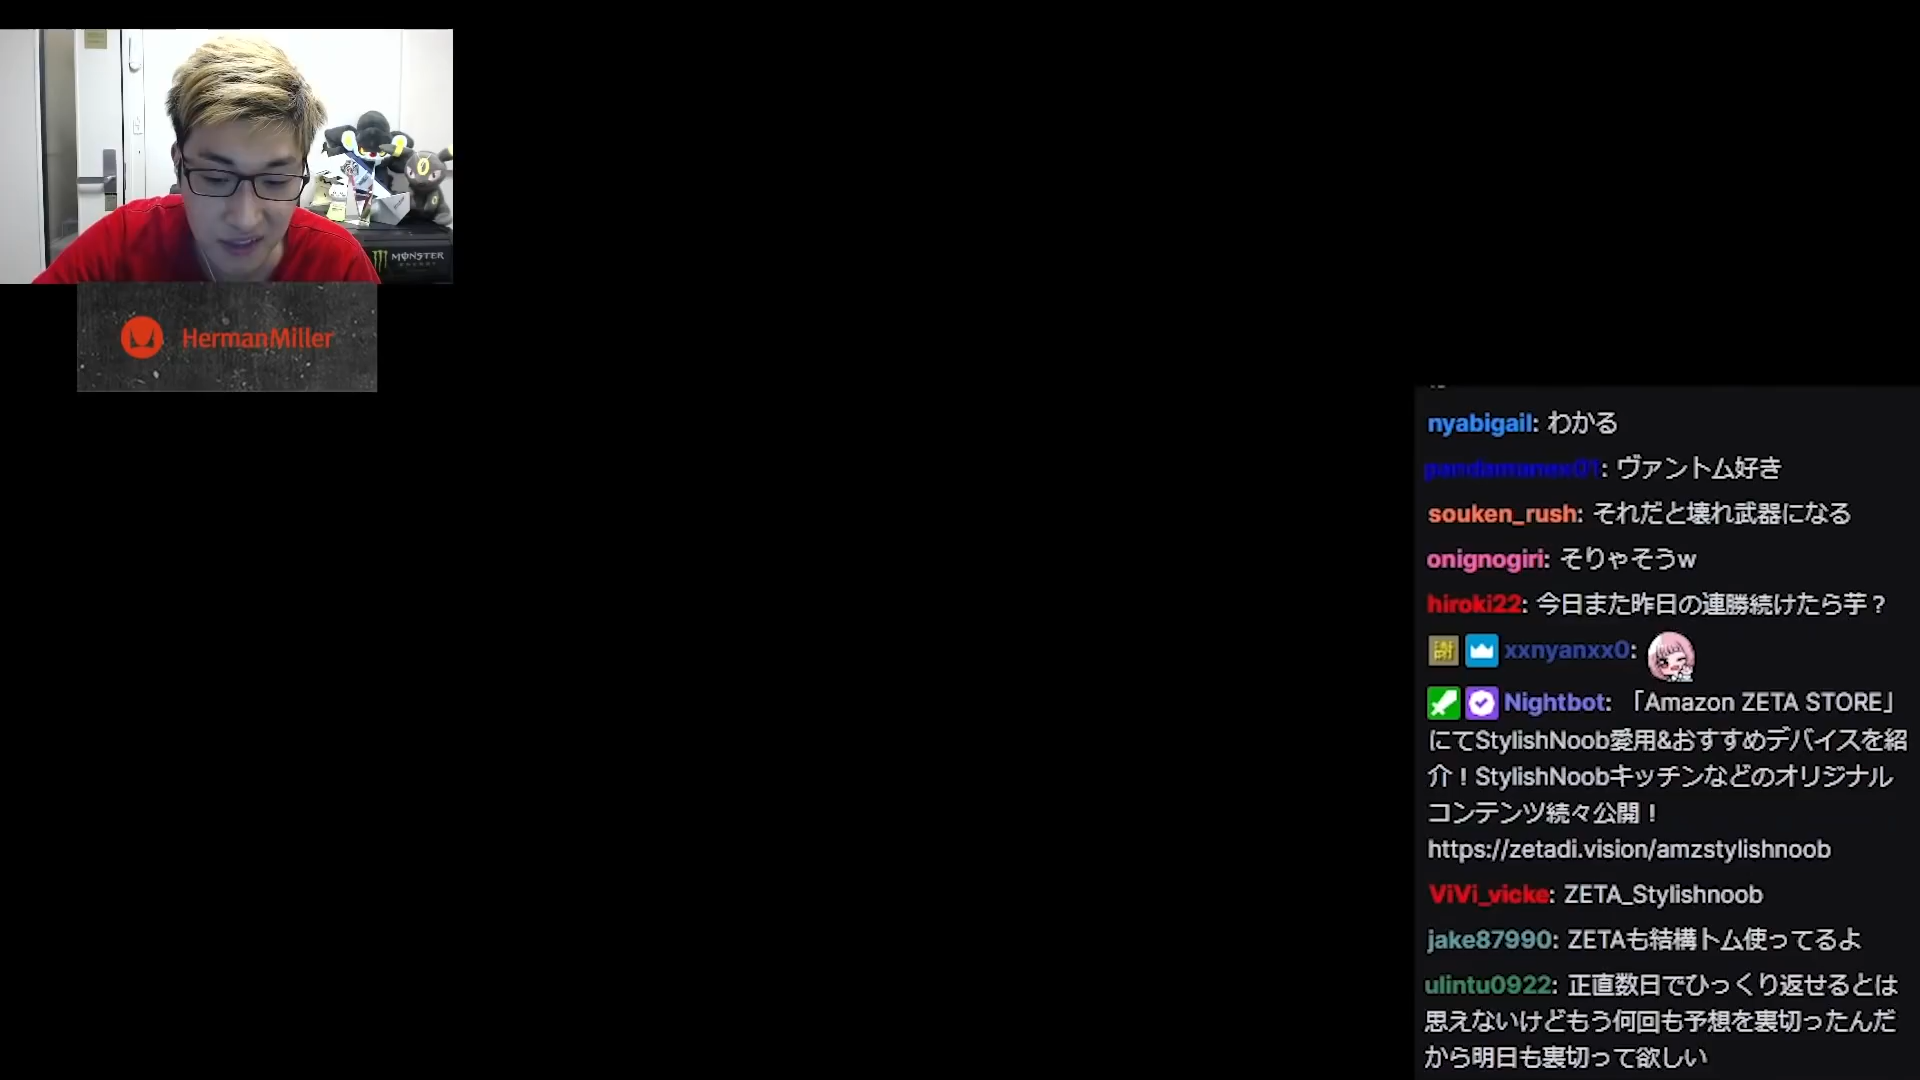 MONSTER
ENERGY
HermanMiller
nyabigail: わかる
: ヴァントム好き
souken_rush: それだと壊れ武器になる
onignogiri: そりゃそうw
hiroki22: 今日また昨日の連勝続けたら芋？
謝 xxnyanxx0:
Nightbot: 「Amazon ZETA STORE」
にてStylishNoob愛用&おすすめデバイスを紹
介！StylishNoobキッチンなどのオリジナル
コンテンツ続々公開！
https://zetadi.vision/amzstylishnoob
ViVi_vicke: ZETA_Stylishnoob
jake87990: ZETAも結構トム使ってるよ
ulintu0922: 正直数日でひっくり返せるとは
思えないけどもう何回も予想を裏切ったんだ
から明日も裏切って欲しい